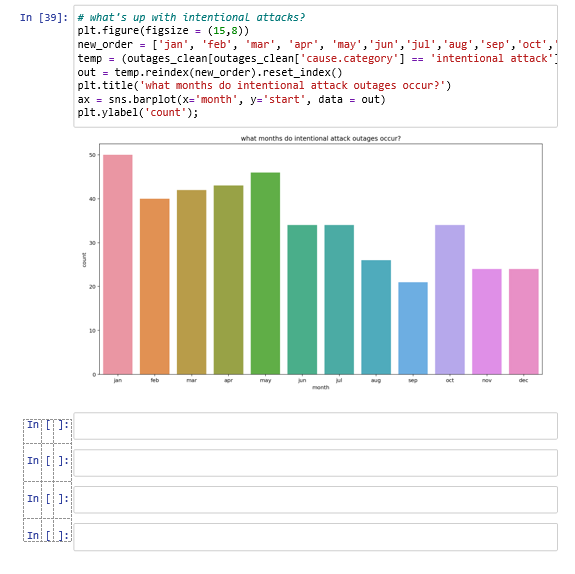 In [39]: # what's up with intentional attacks?
plt.figure(figsize = (15,8))
new_order = ['jan', 'feb', 'mar', 'apr', 'may','jun','jul','aug','sep','oct','
temp = (outages_clean[outages_clean['cause.category'] == 'intentional attack']
out = temp.reindex(new_order).reset_index()
plt.title('what months do intentional attack outages occur?')
ax = sns.barplot(x='month', y='start', data = out)
plt.ylabel('count');
what months do intentional attack outages occur?
50
40
30
20
10
0
count
jan feb mar apr may jun jul aug sep oct nov dec
month
In [ ]:
In [ ]:
In [ ]:
In [ ]: